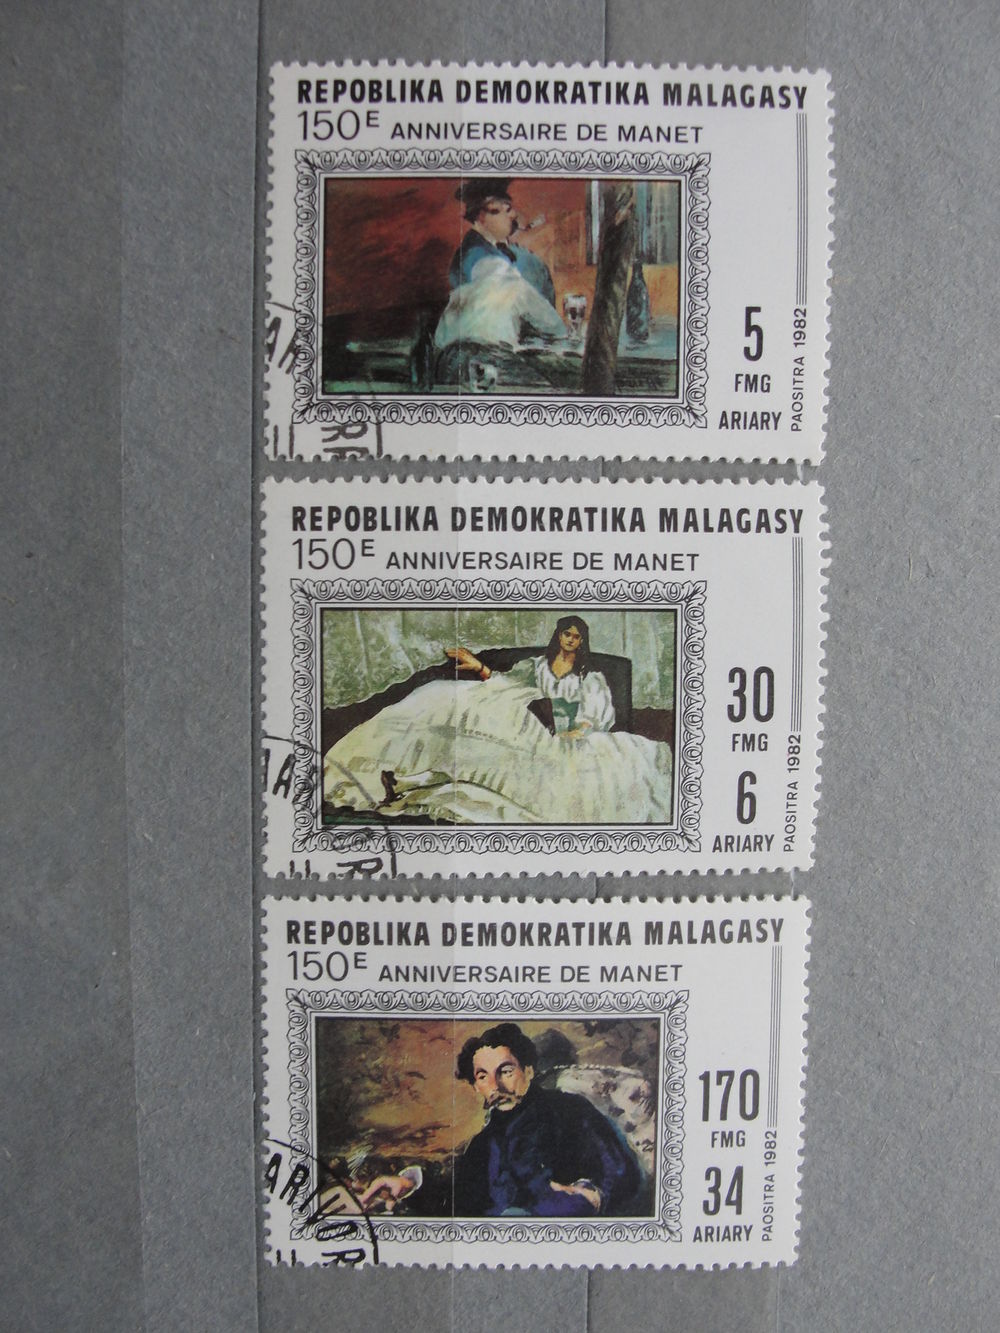 REPOBLIKA DEMOKRATIKA MALAGASY
150E ANNIVERSAIRE DE MANET
5
FMG
ARIARY
PAOSITRA 1982
REPOBLIKA DEMOKRATIKA MALAGASY
150E ANNIVERSAIRE DE MANET
30
FMG
6
ARIARY
PAOSITRA 1982
REPOBLIKA DEMOKRATIKA MALAGASY
150E ANNIVERSAIRE DE MANET
170
FMG
34
ARIARY
PAOSITRA 1982
ARIVOR